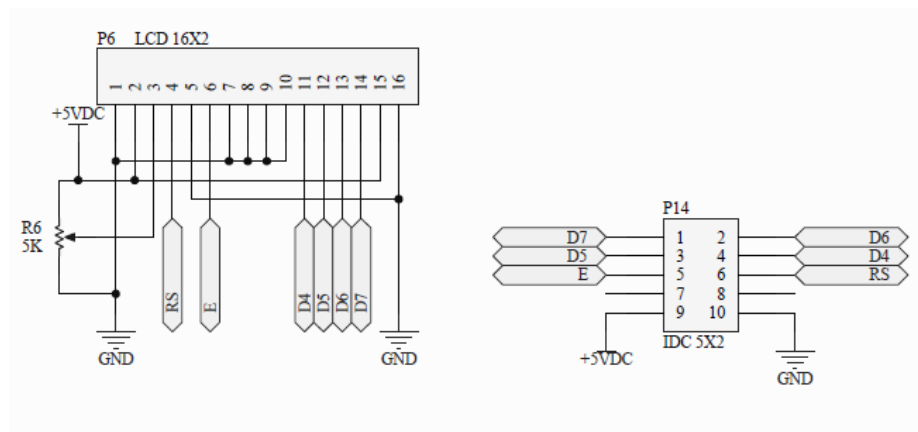 P6 LCD 16X2
1 2 3 4 5 6 7 8 9 10 11 12 13 14 15 16
+5VDC
R6
5K
RS
E
D4
D5
D6
D7
GND
GND
P14
D7 1 2 D6
D5 3 4 D4
E 5 6 RS
7 8
9 10
+5VDC
IDC 5X2
GND